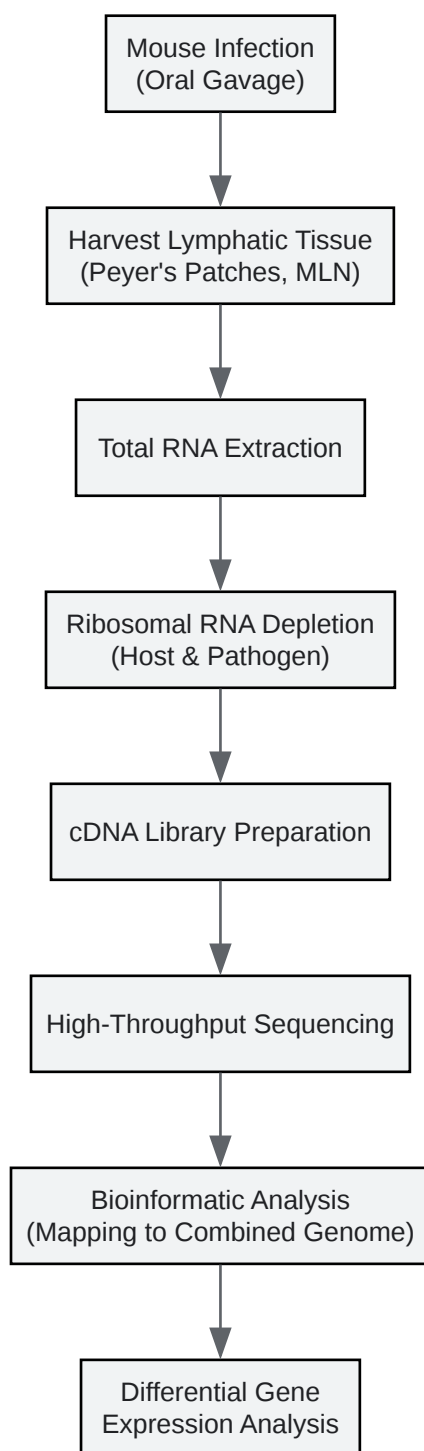 Mouse Infection
(Oral Gavage)
Harvest Lymphatic Tissue
(Peyer's Patches, MLN)
Total RNA Extraction
Ribosomal RNA Depletion
(Host & Pathogen)
cDNA Library Preparation
High-Throughput Sequencing
Bioinformatic Analysis
(Mapping to Combined Genome)
Differential Gene
Expression Analysis